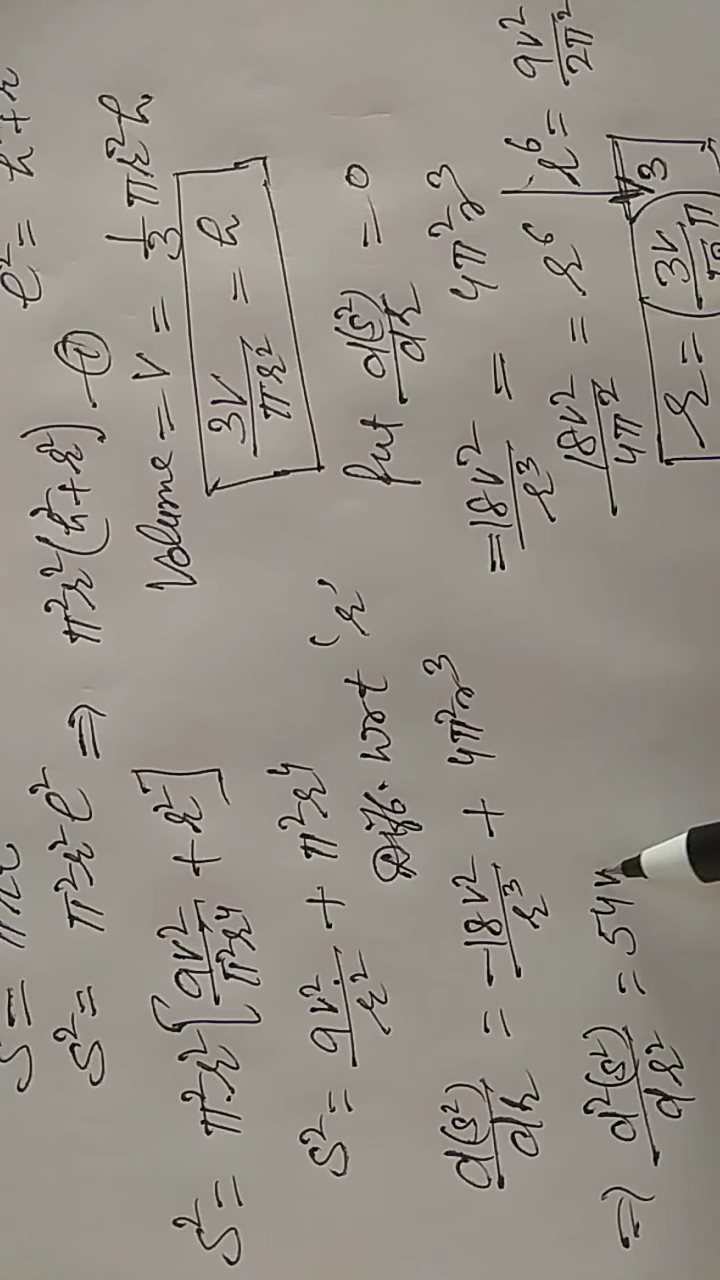 S = πr
S² = π²r²l² ⇒ π²r²(h²+r²) - ①
l² = h²+r
S² = π²r² [9V²/π²r⁴ + r²]
Volume = V = 1/3 πr²h
3V/πr² = h
S² = 9V²/r² + π²r⁴
Diff. wrt 'r'
put d(S²)/dr = 0
d(S²)/dr = -18V²/r³ + 4π²r³
= 18V²/r³ = 4π²r³
18V²/4π² = r⁶
r⁶ = 9V²/2π²
⇒ d²(S²)/dr² = 54V